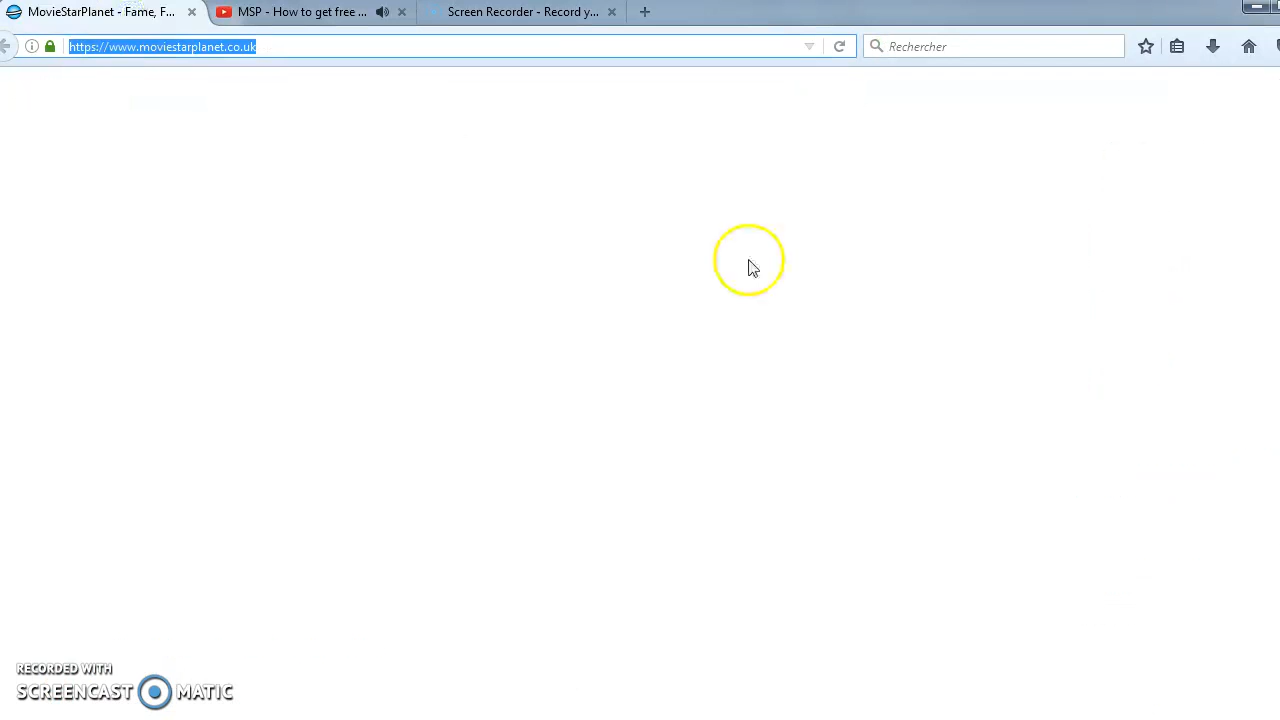 MovieStarPlanet - Fame, F...
MSP - How to get free ...
Screen Recorder - Record y...
https://www.moviestarplanet.co.uk
Rechercher
RECORDED WITH
SCREENCAST MATIC